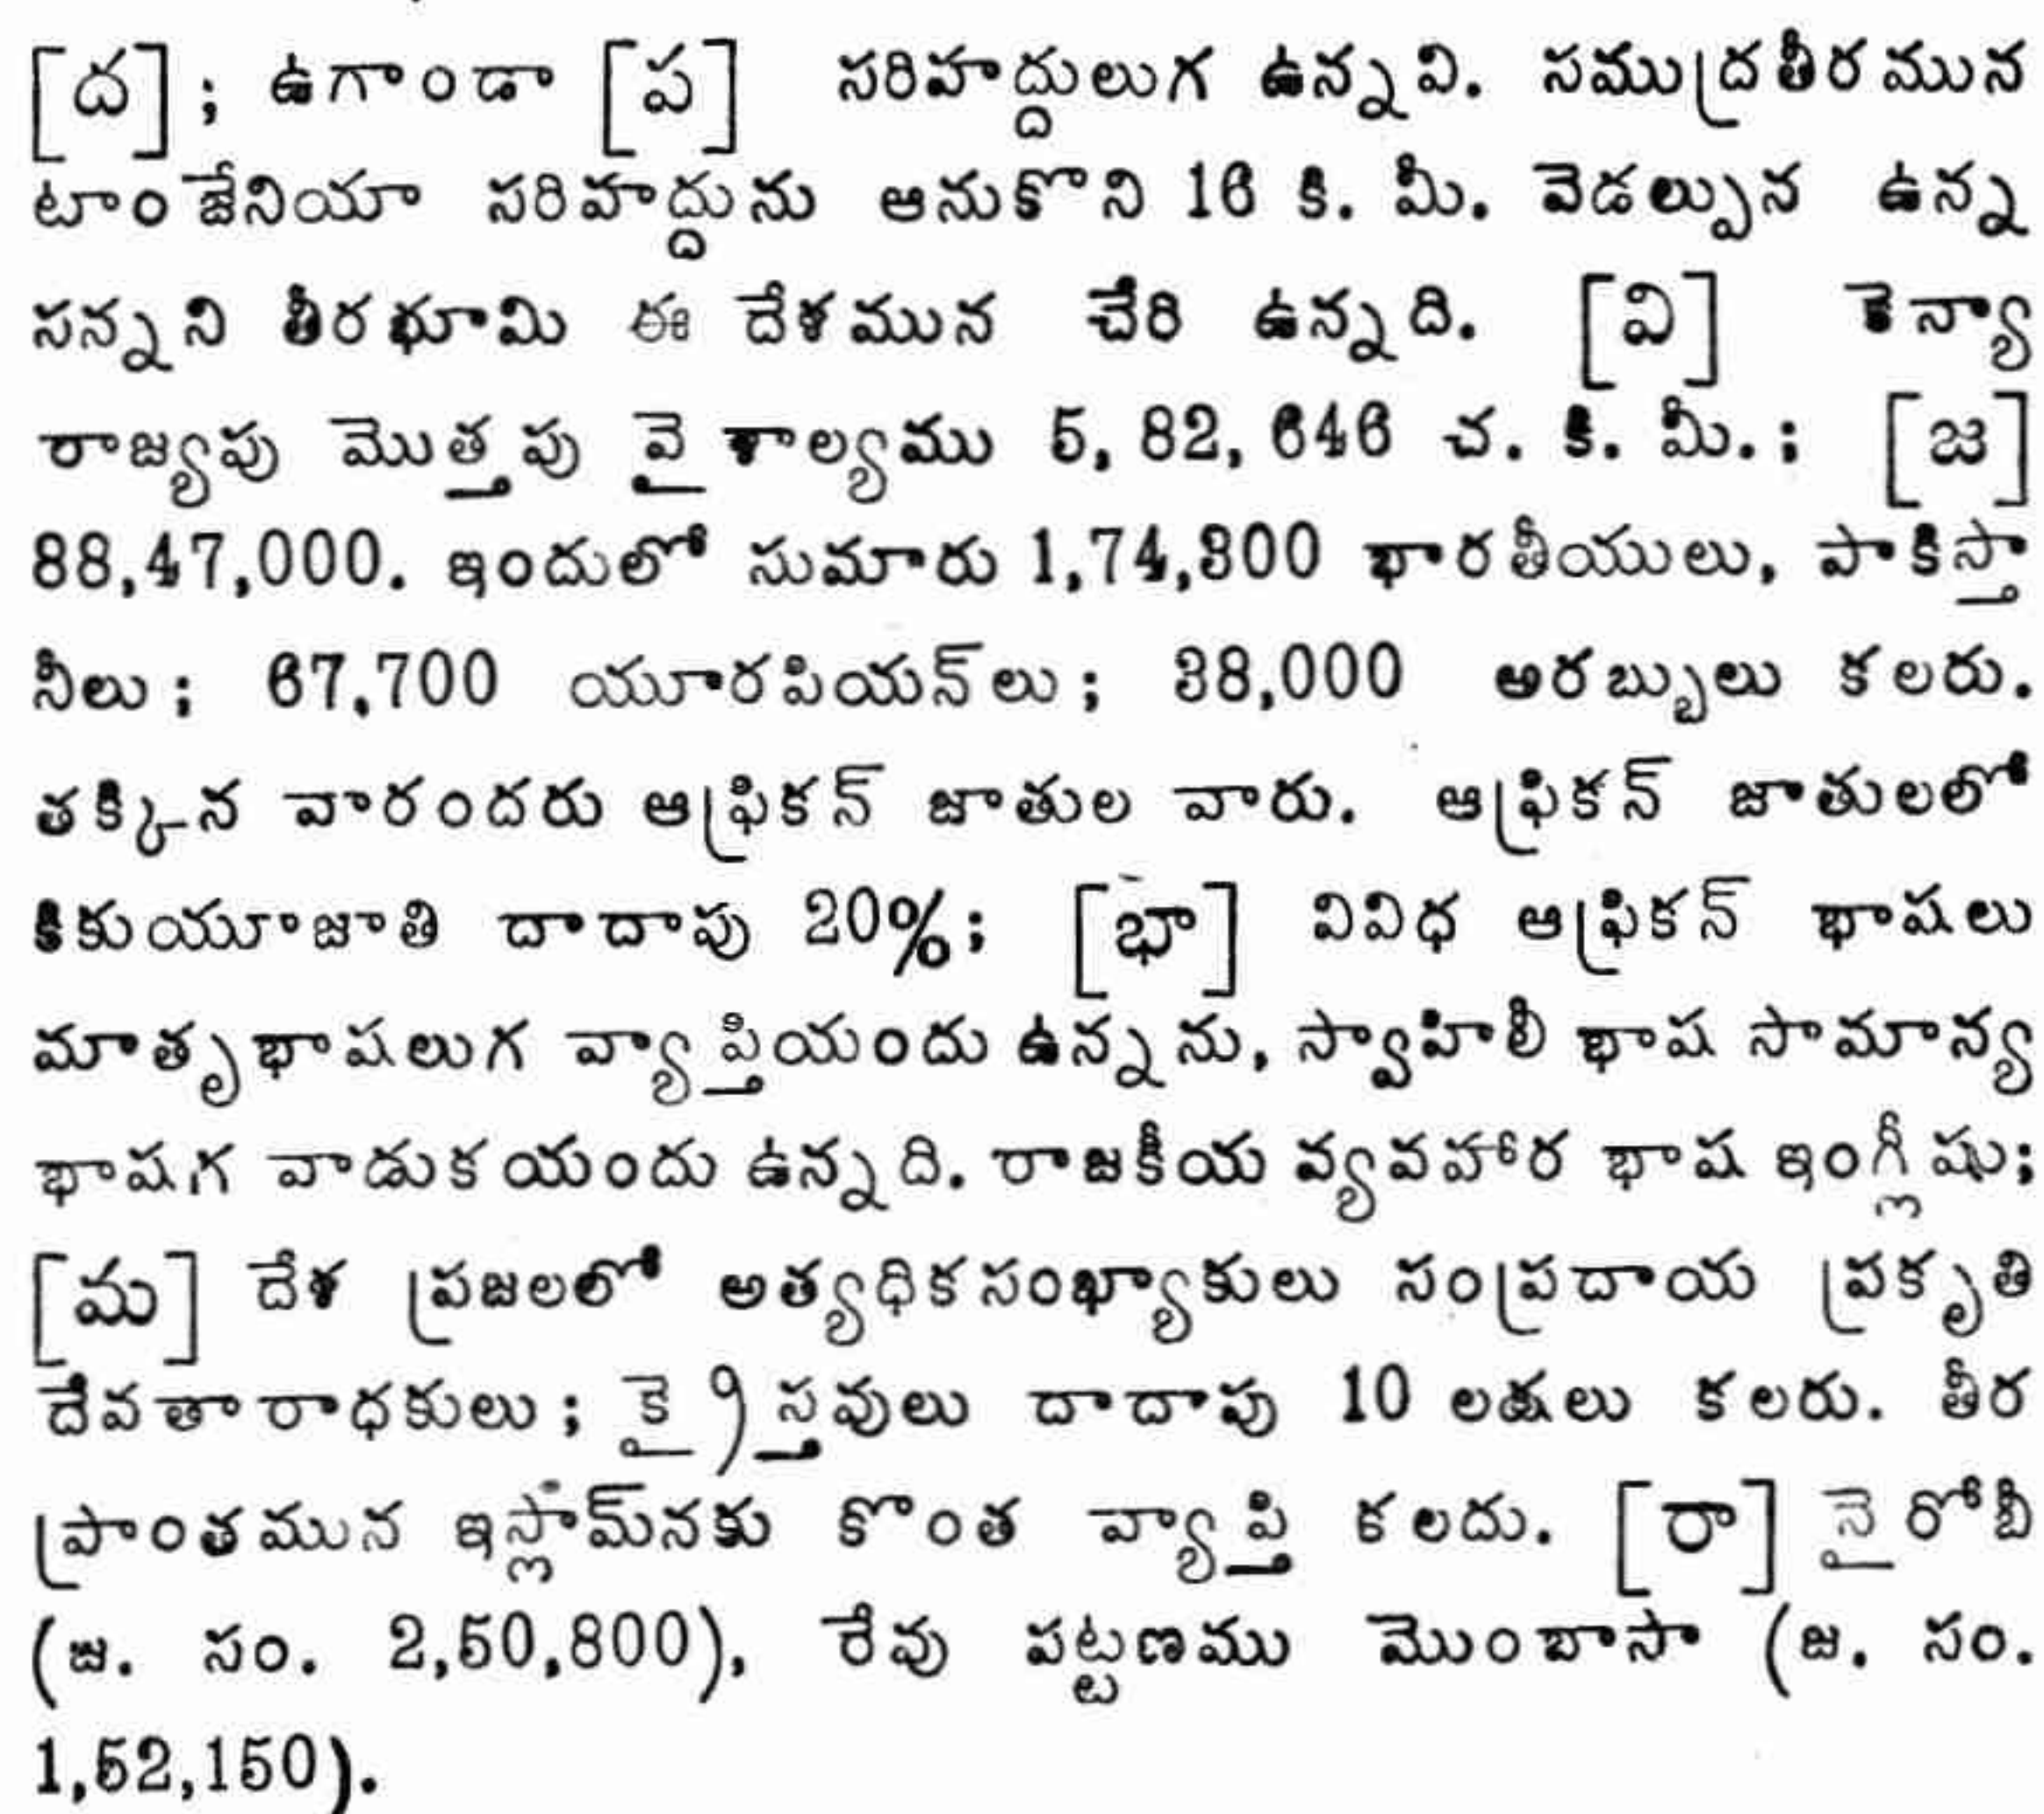 [ద]; ఉగాండా [ప] సరిహద్దులుగ ఉన్నవి. సముద్రతీరమున
టాంజేనియా సరిహద్దును ఆనుకొని 16 కి. మీ. వెడల్పున ఉన్న
సన్నని తీరభూమి ఈ దేశమున చేరి ఉన్నది. [వి] కెన్యా
రాజ్యపు మొత్తపు వైశాల్యము 5, 82, 646 చ. కి. మీ.; [జ]
88,47,000. ఇందులో సుమారు 1,74,300 భారతీయులు, పాకిస్తా
నీలు; 67,700 యూరపియన్‌లు; 38,000 అరబ్బులు కలరు.
తక్కిన వారందరు ఆఫ్రికన్ జాతుల వారు. ఆఫ్రికన్ జాతులలో
కికుయూజాతి దాదాపు 20%; [భా] వివిధ ఆఫ్రికన్ భాషలు
మాతృభాషలుగ వ్యాప్తియందు ఉన్నను, స్వాహిలీ భాష సామాన్య
భాషగ వాడుకయందు ఉన్నది. రాజకీయ వ్యవహార భాష ఇంగ్లీషు;
[మ] దేశ ప్రజలలో అత్యధికసంఖ్యాకులు సంప్రదాయ ప్రకృతి
దేవతారాధకులు; క్రైస్తవులు దాదాపు 10 లక్షలు కలరు. తీర
ప్రాంతమున ఇస్లామ్‌నకు కొంత వ్యాప్తి కలదు. [రా] నైరోబీ
(జ. సం. 2,50,800), రేవు పట్టణము మొంబాసా (జ. సం.
1,52,150).